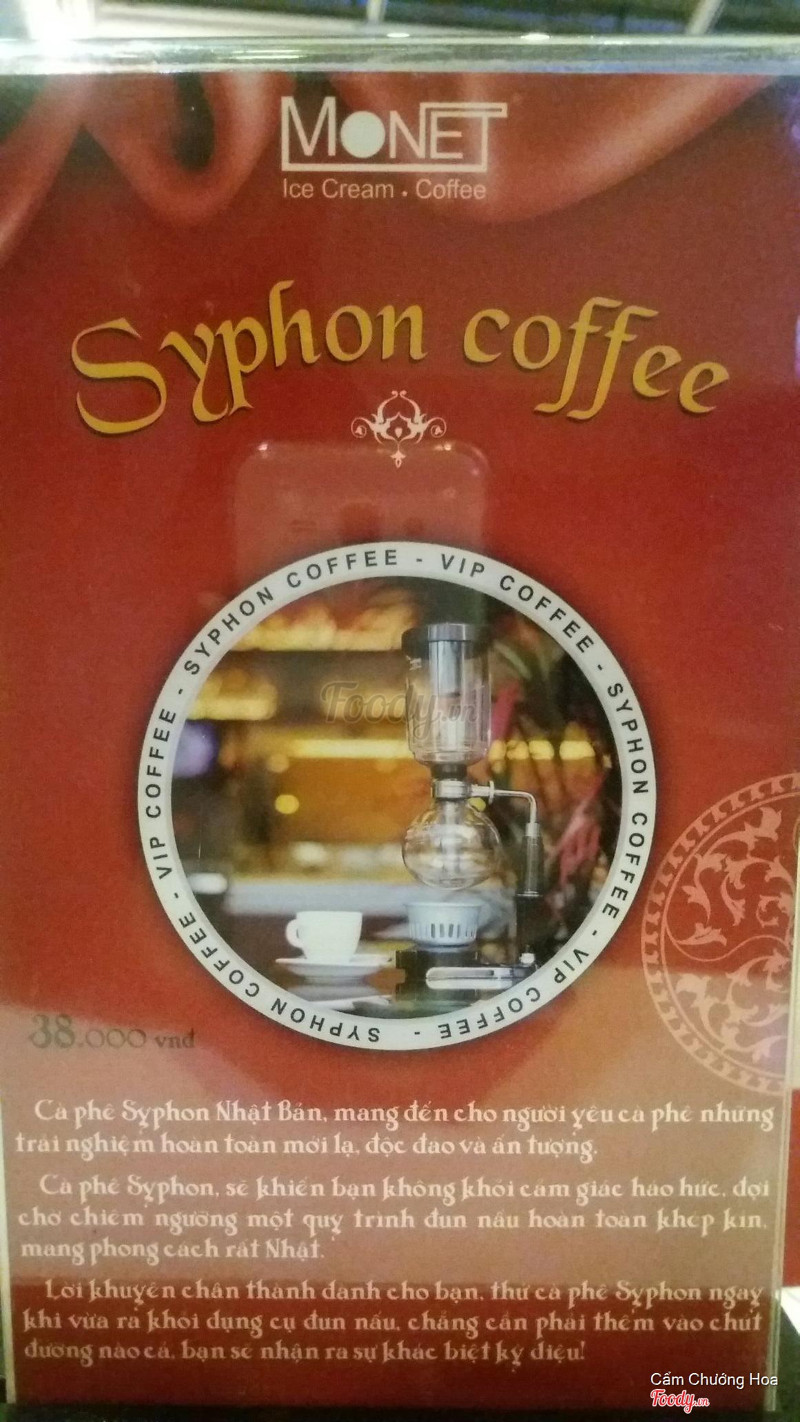 MONET
Ice Cream . Coffee
Syphon coffee
SYPHON COFFEE - VIP COFFEE - SYPHON COFFEE - VIP COFFEE - SYPHON COFFEE - VIP COFFEE -
Foody.vn
38.000 vnđ
Cà phê Syphon Nhật Bản, mang đến cho người yêu cà phê những
trải nghiệm hoàn toàn mới lạ, độc đáo và ấn tượng.
Cà phê Syphon, sẽ khiến bạn không khỏi cảm giác háo hức, đợi
chờ chiêm ngưỡng một quy trình đun nấu hoàn toàn khép kín,
mang phong cách rất Nhật.
Lời khuyên chân thành dành cho bạn, thử cà phê Syphon ngay
khi vừa ra khỏi dụng cụ đun nấu, chẳng cần phải thêm vào chút
đường nào cả, bạn sẽ nhận ra sự khác biệt kỳ diệu!
Cẩm Chướng Hoa
Foody.vn